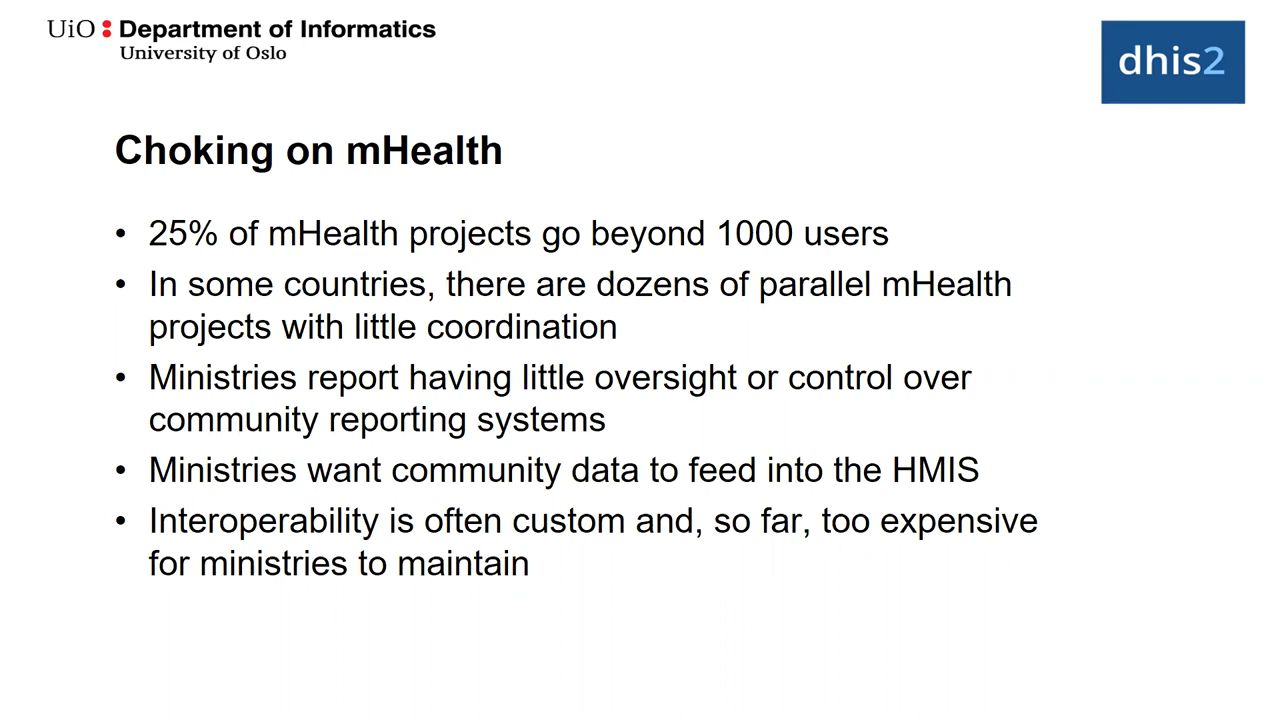 UiO : Department of Informatics
University of Oslo
dhis2
Choking on mHealth
• 25% of mHealth projects go beyond 1000 users
• In some countries, there are dozens of parallel mHealth
projects with little coordination
• Ministries report having little oversight or control over
community reporting systems
• Ministries want community data to feed into the HMIS
• Interoperability is often custom and, so far, too expensive
for ministries to maintain